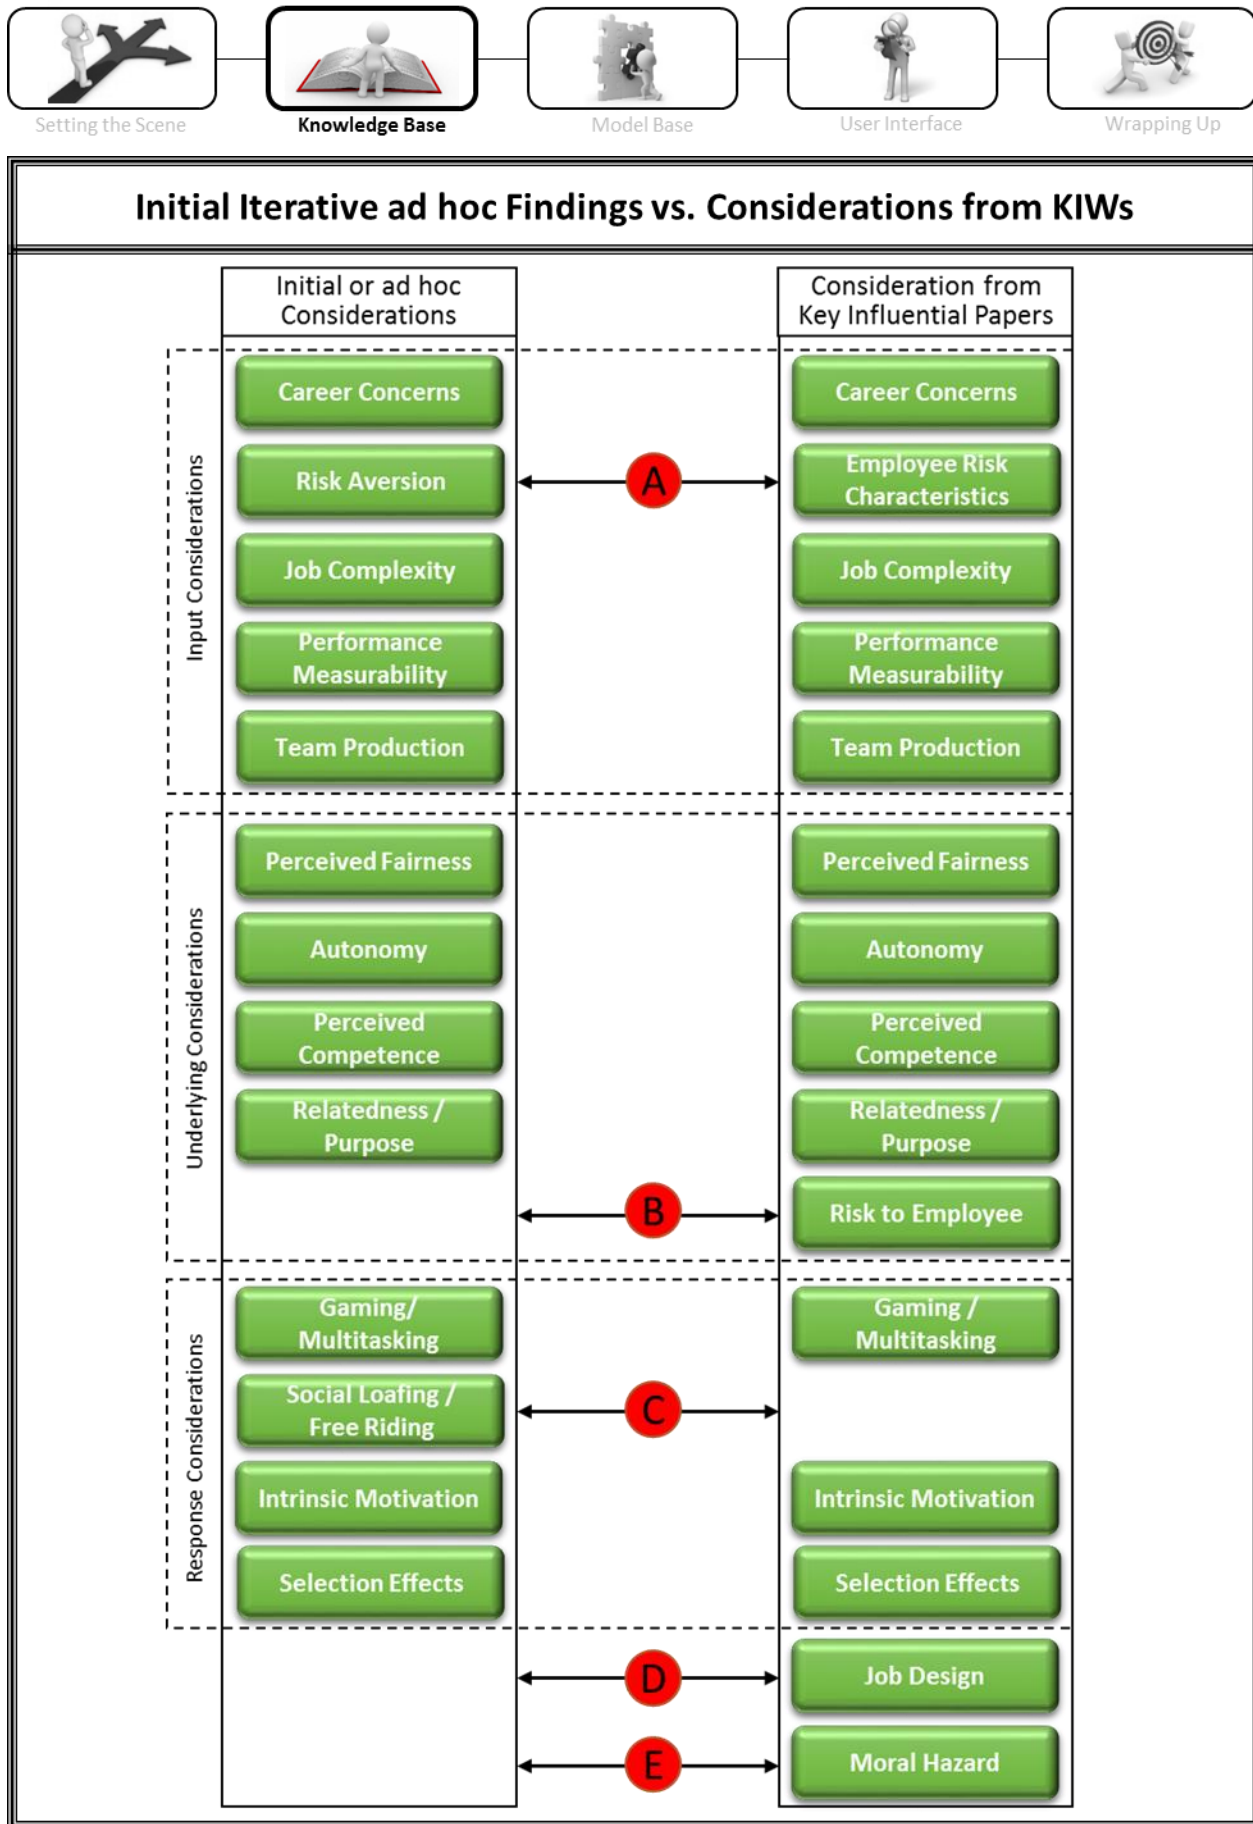 Setting the Scene
Knowledge Base
Model Base
User Interface
Wrapping Up
Initial Iterative ad hoc Findings vs. Considerations from KIWs
Initial or ad hoc
Considerations
Consideration from
Key Influential Papers
Input Considerations
Career Concerns
Career Concerns
Risk Aversion
A
Employee Risk
Characteristics
Job Complexity
Job Complexity
Performance
Measurability
Performance
Measurability
Team Production
Team Production
Underlying Considerations
Perceived Fairness
Perceived Fairness
Autonomy
Autonomy
Perceived
Competence
Perceived
Competence
Relatedness /
Purpose
Relatedness /
Purpose
B
Risk to Employee
Response Considerations
Gaming/
Multitasking
Gaming /
Multitasking
Social Loafing /
Free Riding
C
Intrinsic Motivation
Intrinsic Motivation
Selection Effects
Selection Effects
D
Job Design
E
Moral Hazard